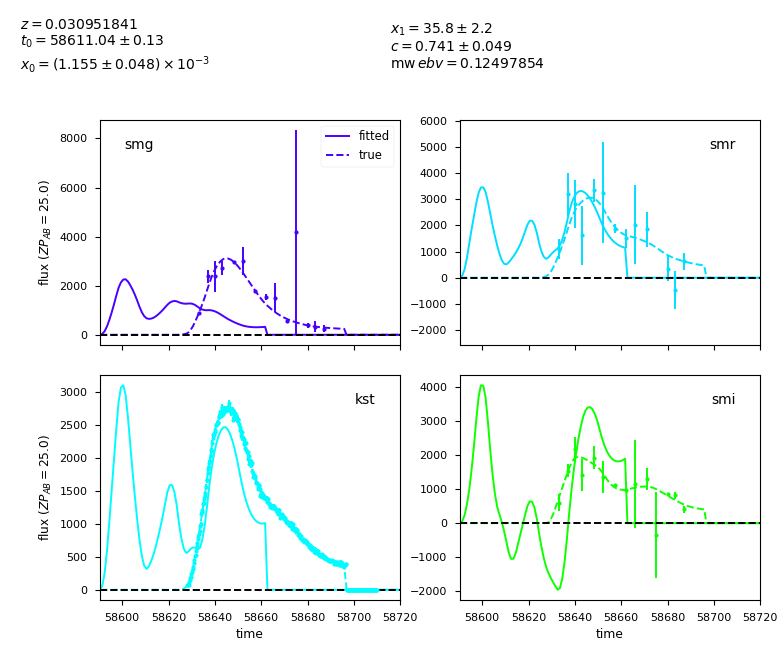 z = 0.030951841
t₀ = 58611.04 ± 0.13
x₀ = (1.155 ± 0.048) × 10⁻³
x₁ = 35.8 ± 2.2
c = 0.741 ± 0.049
mw ebv = 0.12497854
smg
fitted
true
flux (ZP_AB = 25.0)
8000
6000
4000
2000
0
smr
6000
5000
4000
3000
2000
1000
0
−1000
−2000
kst
flux (ZP_AB = 25.0)
3000
2500
2000
1500
1000
500
0
58600 58620 58640 58660 58680 58700 58720
time
smi
4000
3000
2000
1000
0
−1000
−2000
58600 58620 58640 58660 58680 58700 58720
time